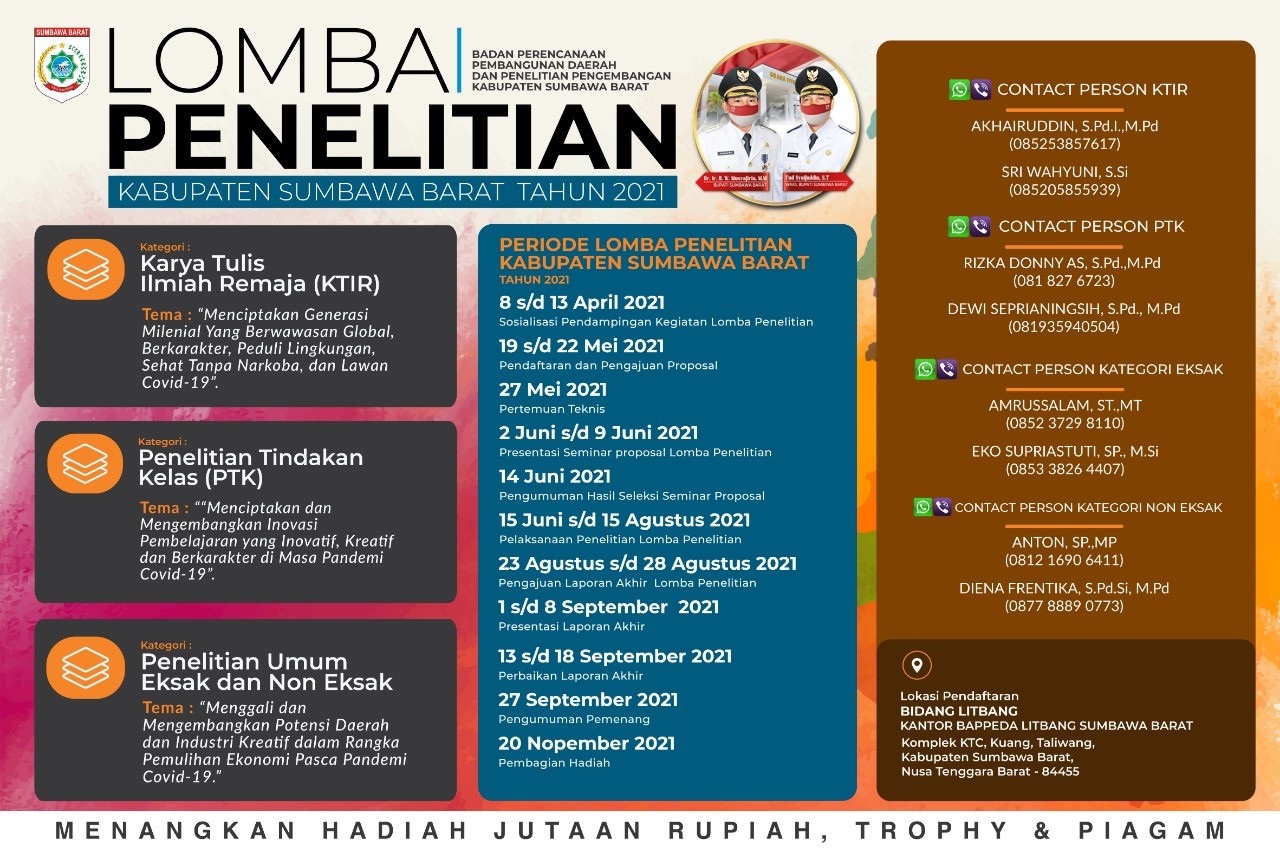 SUMBAWA BARAT
LOMBA
PENELITIAN
KABUPATEN SUMBAWA BARAT TAHUN 2021
BADAN PERENCANAAN
PEMBANGUNAN DAERAH
DAN PENELITIAN PENGEMBANGAN
KABUPATEN SUMBAWA BARAT
Dr. Ir. H. W. Musyafirin, M.M
BUPATI SUMBAWA BARAT
Fud Syaifuddin, S.T
WAKIL BUPATI SUMBAWA BARAT
Kategori :
Karya Tulis
Ilmiah Remaja (KTIR)
Tema : “Menciptakan Generasi
Milenial Yang Berwawasan Global,
Berkarakter, Peduli Lingkungan,
Sehat Tanpa Narkoba, dan Lawan
Covid-19”.
Kategori :
Penelitian Tindakan
Kelas (PTK)
Tema : ““Menciptakan dan
Mengembangkan Inovasi
Pembelajaran yang Inovatif, Kreatif
dan Berkarakter di Masa Pandemi
Covid-19”.
Kategori :
Penelitian Umum
Eksak dan Non Eksak
Tema : “Menggali dan
Mengembangkan Potensi Daerah
dan Industri Kreatif dalam Rangka
Pemulihan Ekonomi Pasca Pandemi
Covid-19.”
PERIODE LOMBA PENELITIAN
KABUPATEN SUMBAWA BARAT
TAHUN 2021
8 s/d 13 April 2021
Sosialisasi Pendampingan Kegiatan Lomba Penelitian
19 s/d 22 Mei 2021
Pendaftaran dan Pengajuan Proposal
27 Mei 2021
Pertemuan Teknis
2 Juni s/d 9 Juni 2021
Presentasi Seminar proposal Lomba Penelitian
14 Juni 2021
Pengumuman Hasil Seleksi Seminar Proposal
15 Juni s/d 15 Agustus 2021
Pelaksanaan Penelitian Lomba Penelitian
23 Agustus s/d 28 Agustus 2021
Pengajuan Laporan Akhir Lomba Penelitian
1 s/d 8 September 2021
Presentasi Laporan Akhir
13 s/d 18 September 2021
Perbaikan Laporan Akhir
27 September 2021
Pengumuman Pemenang
20 Nopember 2021
Pembagian Hadiah
CONTACT PERSON KTIR
AKHAIRUDDIN, S.Pd.I.,M.Pd
(085253857617)
SRI WAHYUNI, S.Si
(085205855939)
CONTACT PERSON PTK
RIZKA DONNY AS, S.Pd.,M.Pd
(081 827 6723)
DEWI SEPRIANINGSIH, S.Pd., M.Pd
(081935940504)
CONTACT PERSON KATEGORI EKSAK
AMRUSSALAM, ST.,MT
(0852 3729 8110)
EKO SUPRIASTUTI, SP., M.Si
(0853 3826 4407)
CONTACT PERSON KATEGORI NON EKSAK
ANTON, SP.,MP
(0812 1690 6411)
DIENA FRENTIKA, S.Pd.Si, M.Pd
(0877 8889 0773)
Lokasi Pendaftaran
BIDANG LITBANG
KANTOR BAPPEDA LITBANG SUMBAWA BARAT
Komplek KTC, Kuang, Taliwang,
Kabupaten Sumbawa Barat,
Nusa Tenggara Barat - 84455
MENANGKAN HADIAH JUTAAN RUPIAH, TROPHY & PIAGAM